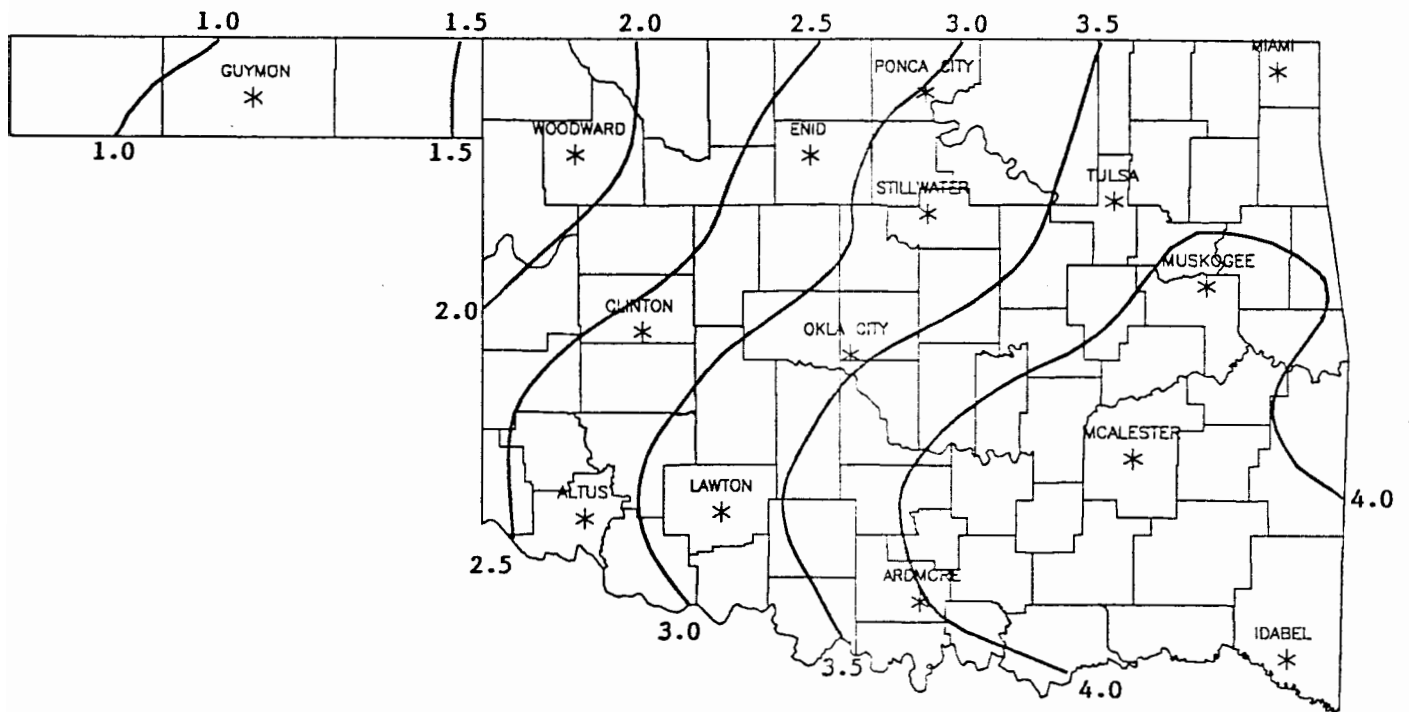 1.0 1.5 2.0 2.5 3.0 3.5
MIAMI
GUYMON
PONCA CITY
WOODWARD
ENID
1.0 1.5
TULSA
STILLWATER
MUSKOGEE
2.0
CLINTON
OKLA CITY
MCALESTER
ALTUS
LAWTON
4.0
2.5
ARDMORE
3.0
IDABEL
3.5
4.0